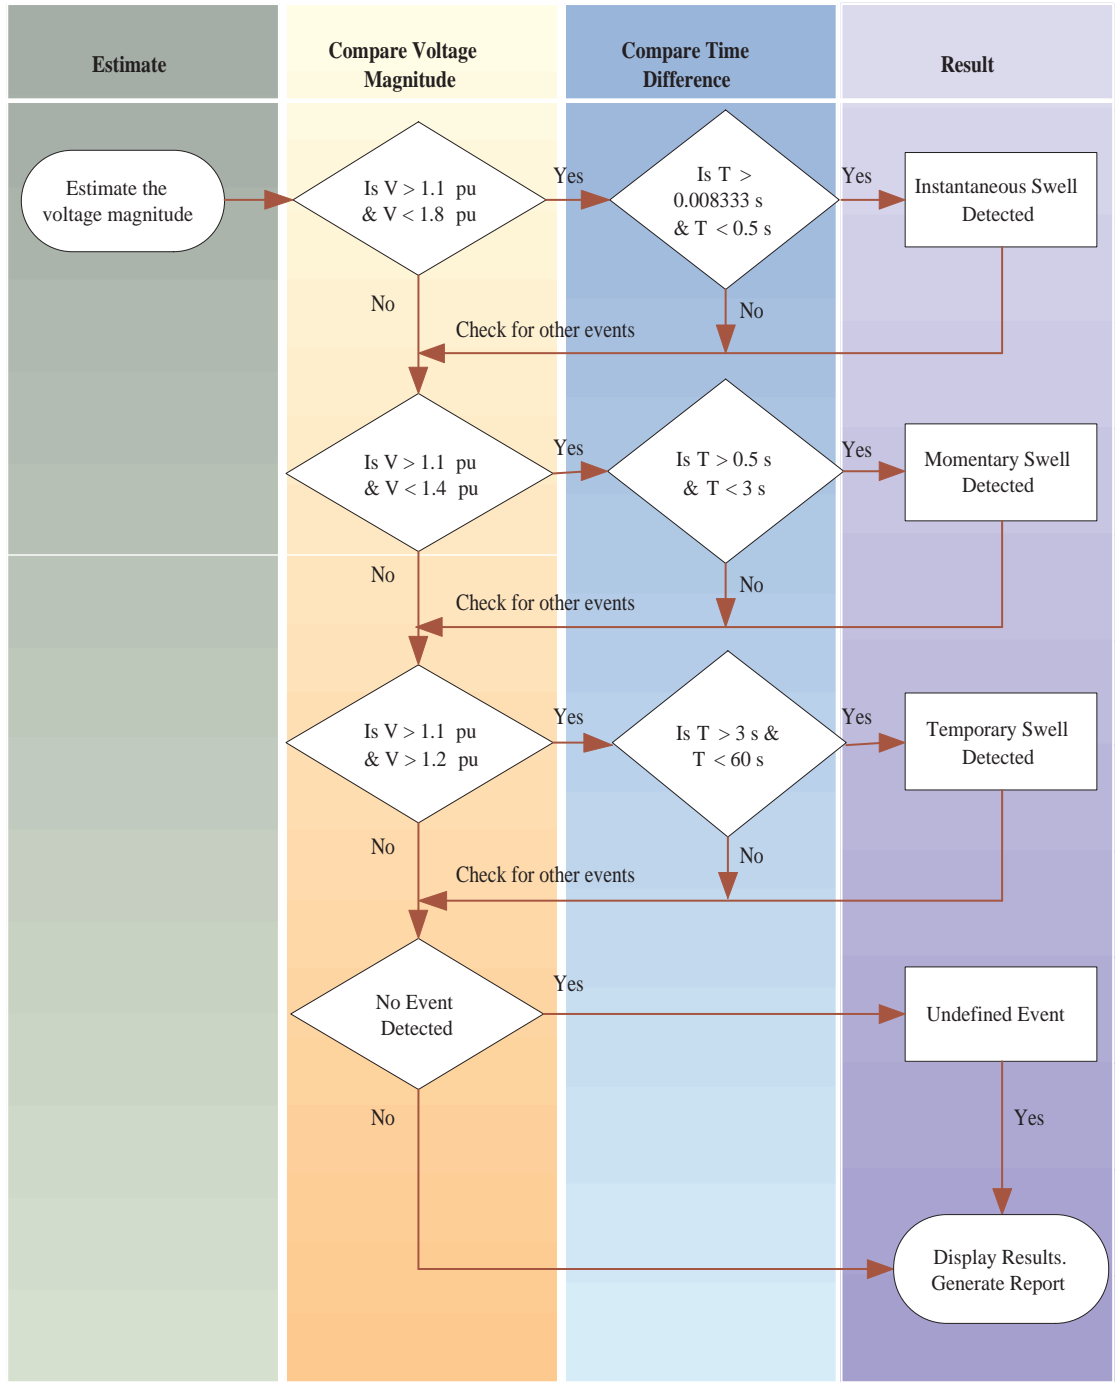 Estimate
Compare Voltage
Magnitude
Compare Time
Difference
Result
Estimate the
voltage magnitude
Is V > 1.1 pu
& V < 1.8 pu
Yes
Is T >
0.008333 s
& T < 0.5 s
Yes
Instantaneous Swell
Detected
No
No
Check for other events
Is V > 1.1 pu
& V < 1.4 pu
Yes
Is T > 0.5 s
& T < 3 s
Yes
Momentary Swell
Detected
No
No
Check for other events
Is V > 1.1 pu
& V > 1.2 pu
Yes
Is T > 3 s &
T < 60 s
Yes
Temporary Swell
Detected
No
No
Check for other events
No Event
Detected
Yes
Undefined Event
No
Yes
Display Results.
Generate Report